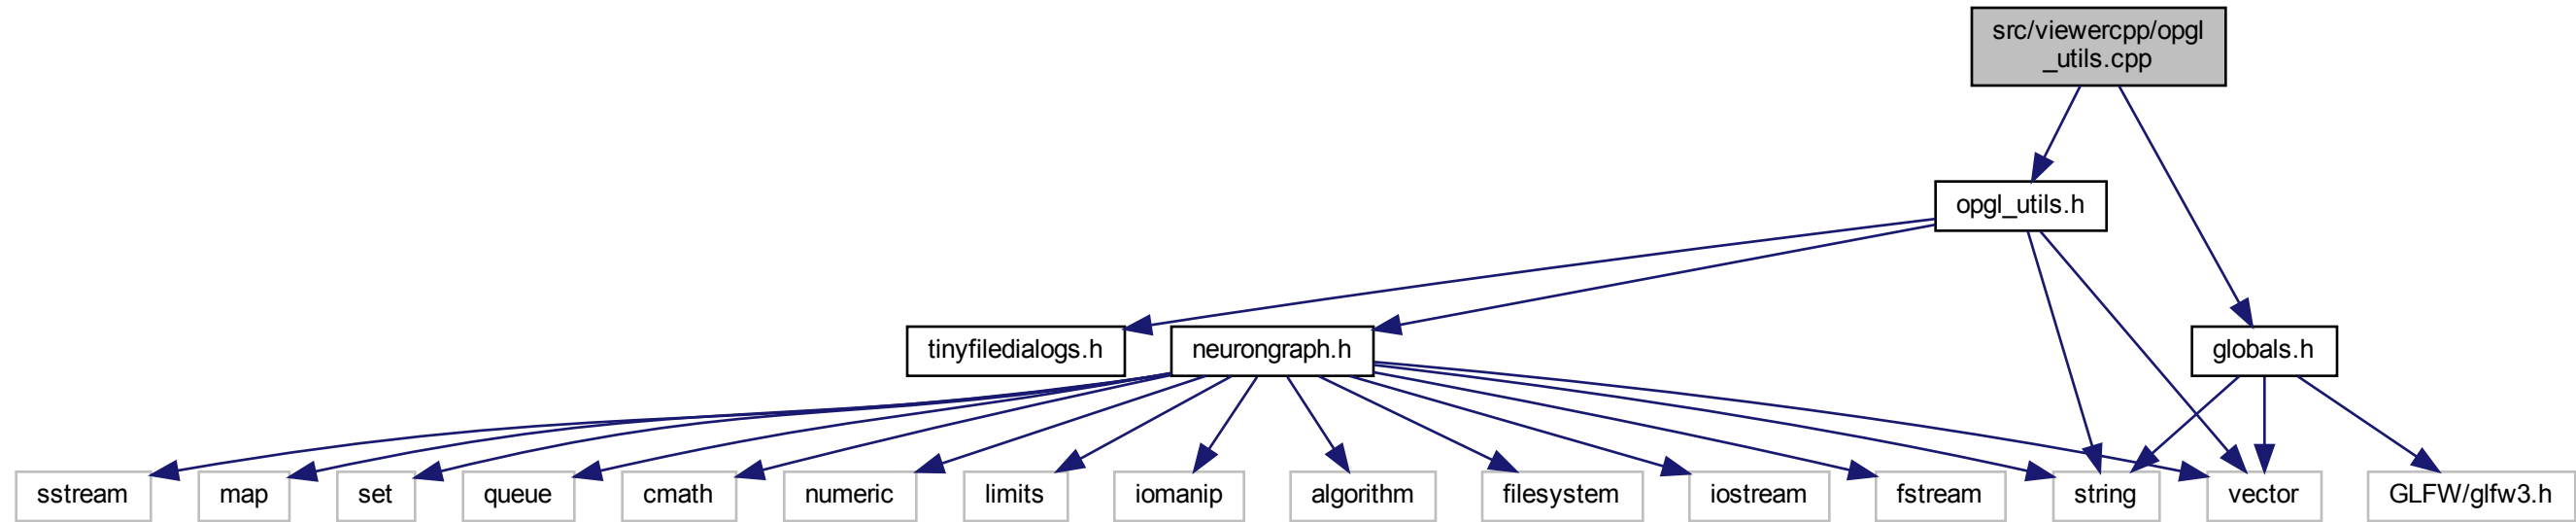 src/viewercpp/opgl
_utils.cpp
opgl_utils.h
tinyfiledialogs.h
neurongraph.h
globals.h
sstream
map
set
queue
cmath
numeric
limits
iomanip
algorithm
filesystem
iostream
fstream
string
vector
GLFW/glfw3.h